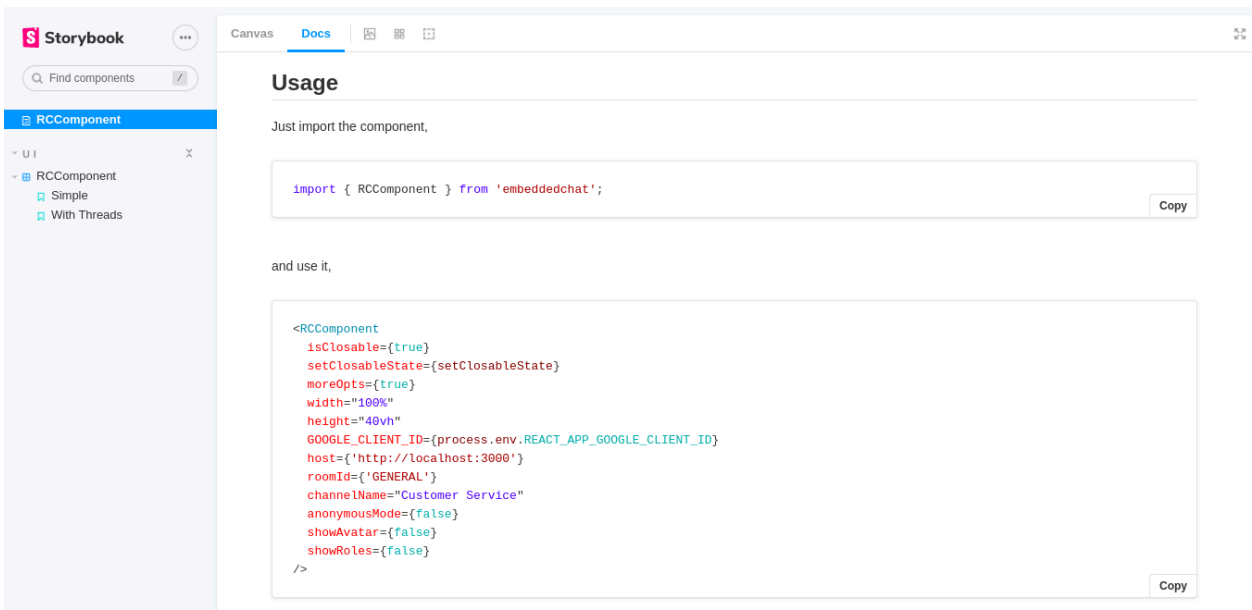 Storybook
Find components
/
RCComponent
UI
RCComponent
Simple
With Threads
Canvas
Docs
Usage
Just import the component,
import { RCComponent } from 'embeddedchat';
Copy
and use it,
<RCComponent
  isClosable={true}
  setClosableState={setClosableState}
  moreOpts={true}
  width="100%"
  height="40vh"
  GOOGLE_CLIENT_ID={process.env.REACT_APP_GOOGLE_CLIENT_ID}
  host={'http://localhost:3000'}
  roomId={'GENERAL'}
  channelName="Customer Service"
  anonymousMode={false}
  showAvatar={false}
  showRoles={false}
/>
Copy